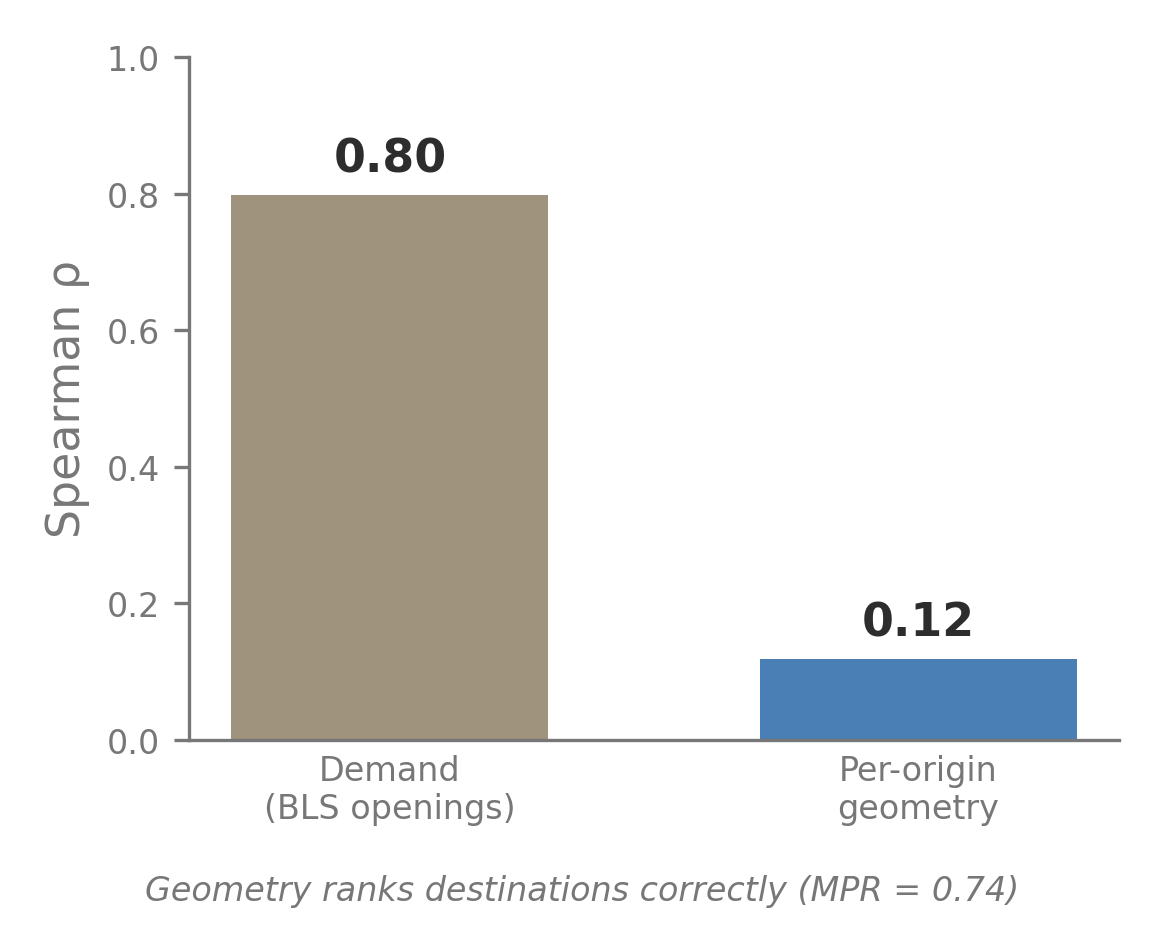 1.0
0.8
0.6
0.4
0.2
0.0
Spearman ρ
0.80
0.12
Demand
(BLS openings)
Per-origin
geometry
Geometry ranks destinations correctly (MPR = 0.74)